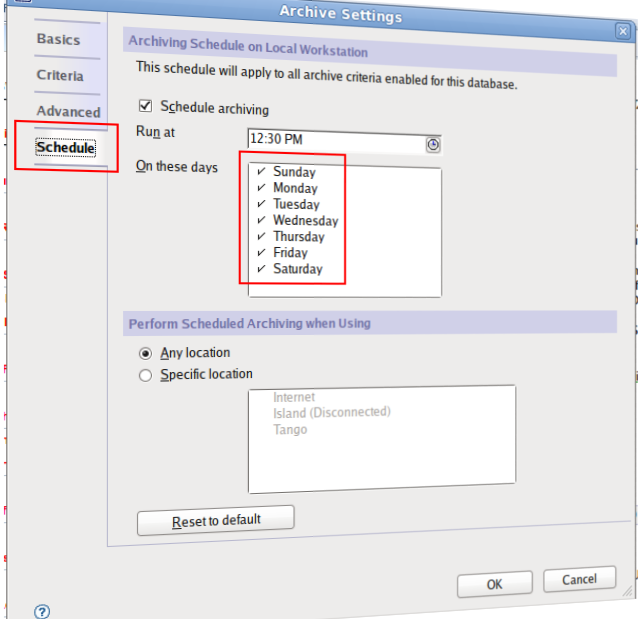 Archive Settings
Basics
Criteria
Advanced
Schedule
Archiving Schedule on Local Workstation
This schedule will apply to all archive criteria enabled for this database.
Schedule archiving
Run at 12:30 PM
On these days
Sunday
Monday
Tuesday
Wednesday
Thursday
Friday
Saturday
Perform Scheduled Archiving when Using
Any location
Specific location
Internet
Island (Disconnected)
Tango
Reset to default
OK Cancel
?